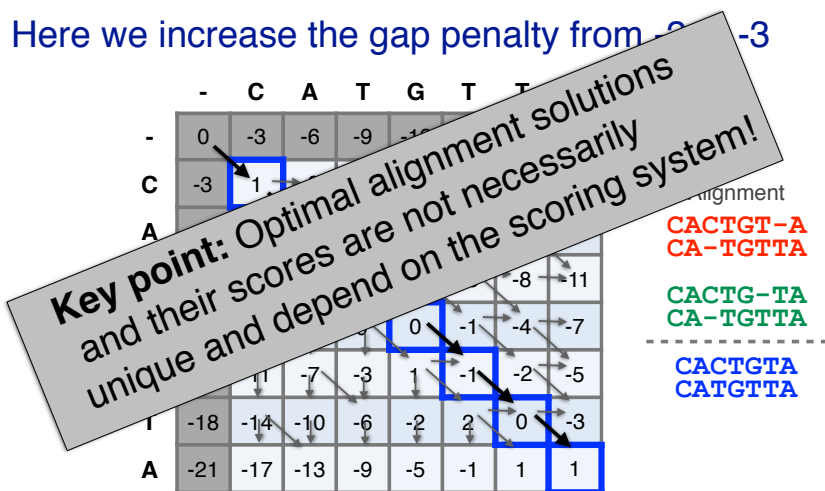 Here we increase the gap penalty from -3
- C A T G T
- 0 -3 -6 -9
C -3 1
A
Key point: Optimal alignment solutions
and their scores are not necessarily
unique and depend on the scoring system!
Alignment
CACTGT-A
CA-TGTTA
CACTG-TA
CA-TGTTA
CACTGTA
CATGTTA
-8 -11
0 -1 -4 -7
-7 -3 1 -1 -2 -5
T -18 -14 -10 -6 -2 2 0 -3
A -21 -17 -13 -9 -5 -1 1 1